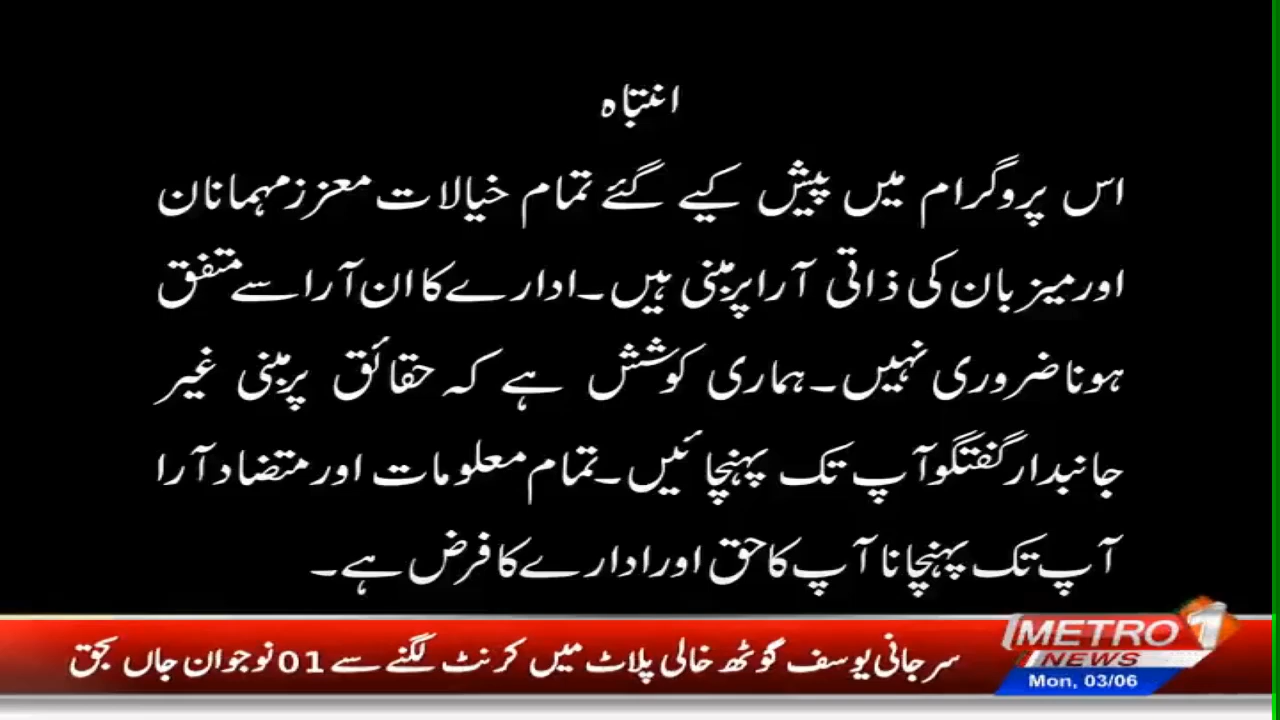 انتباہ
اس پروگرام میں پیش کیے گئے تمام خیالات معزز مہمانان
اور میزبان کی ذاتی آرا پر مبنی ہیں۔ ادارے کا ان آرا سے متفق
ہونا ضروری نہیں۔ ہماری کوشش ہے کہ حقائق پر مبنی غیر
جانبدار گفتگو آپ تک پہنچائیں۔ تمام معلومات اور متضاد آرا
آپ تک پہنچانا آپ کا حق اور ادارے کا فرض ہے۔
METRO 1
NEWS
سرجانی یوسف گوٹھ خالی پلاٹ میں کرنٹ لگنے سے 01 نوجوان جاں بحق
Mon, 03/06